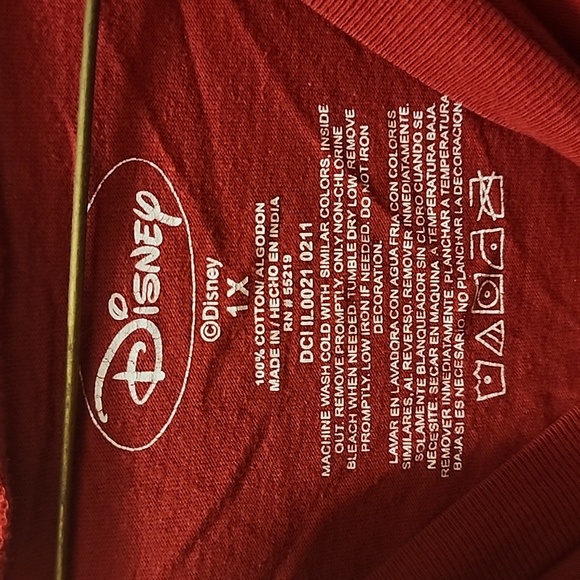 Disney
©Disney
1X
100% COTTON/ALGODON
MADE IN / HECHO EN INDIA
RN # 55219
DCI IL0021 0211
MACHINE WASH COLD WITH SIMILAR COLORS, INSIDE
OUT. REMOVE PROMPTLY, ONLY NON-CHLORINE
BLEACH WHEN NEEDED. TUMBLE DRY LOW, REMOVE
PROMPTLY, LOW IRON IF NEEDED. DO NOT IRON
DECORATION.
LAVAR EN LAVADORA CON AGUA FRIA CON COLORES
SIMILARES, AL REVERSO. REMOVER INMEDIATAMENTE.
SOLAMENTE BLANQUEADOR SIN CLORO CUANDO SE
NECESITE. SECAR EN MAQUINA A TEMPERATURA BAJA.
REMOVER INMEDIATAMENTE. PLANCHAR A TEMPERATURA
BAJA SI ES NECESARIO. NO PLANCHAR LA DECORACION